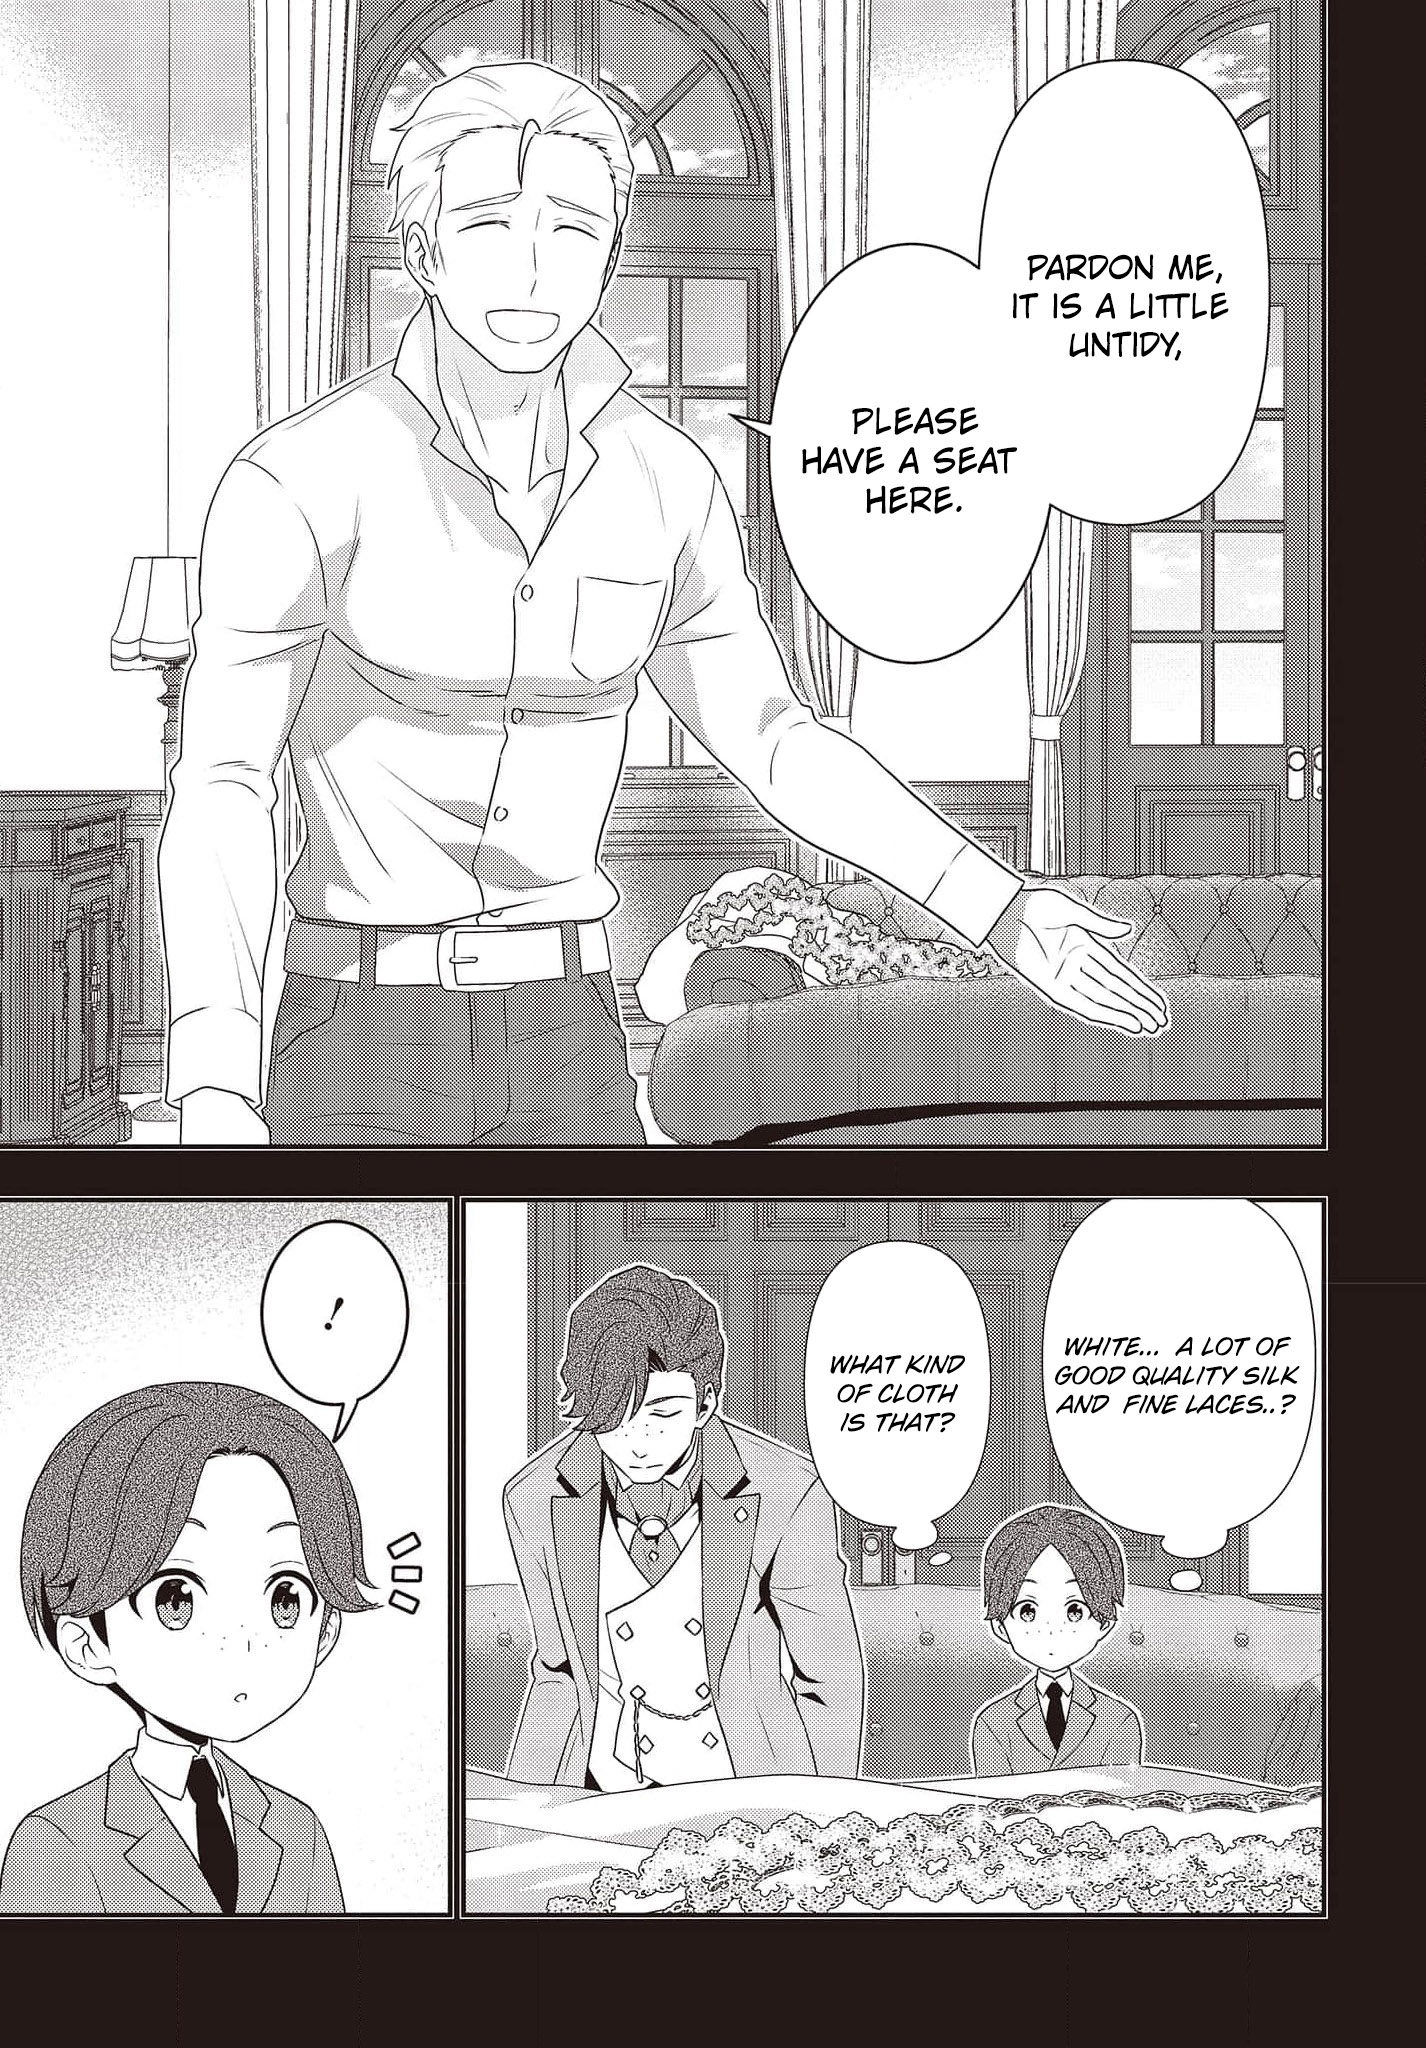 PARDON ME,
IT IS A LITTLE
UNTIDY,
PLEASE
HAVE A SEAT
HERE.
WHITE... A LOT OF
GOOD QUALITY SILK
AND FINE LACES..?
WHAT KIND
OF CLOTH
IS THAT?
!